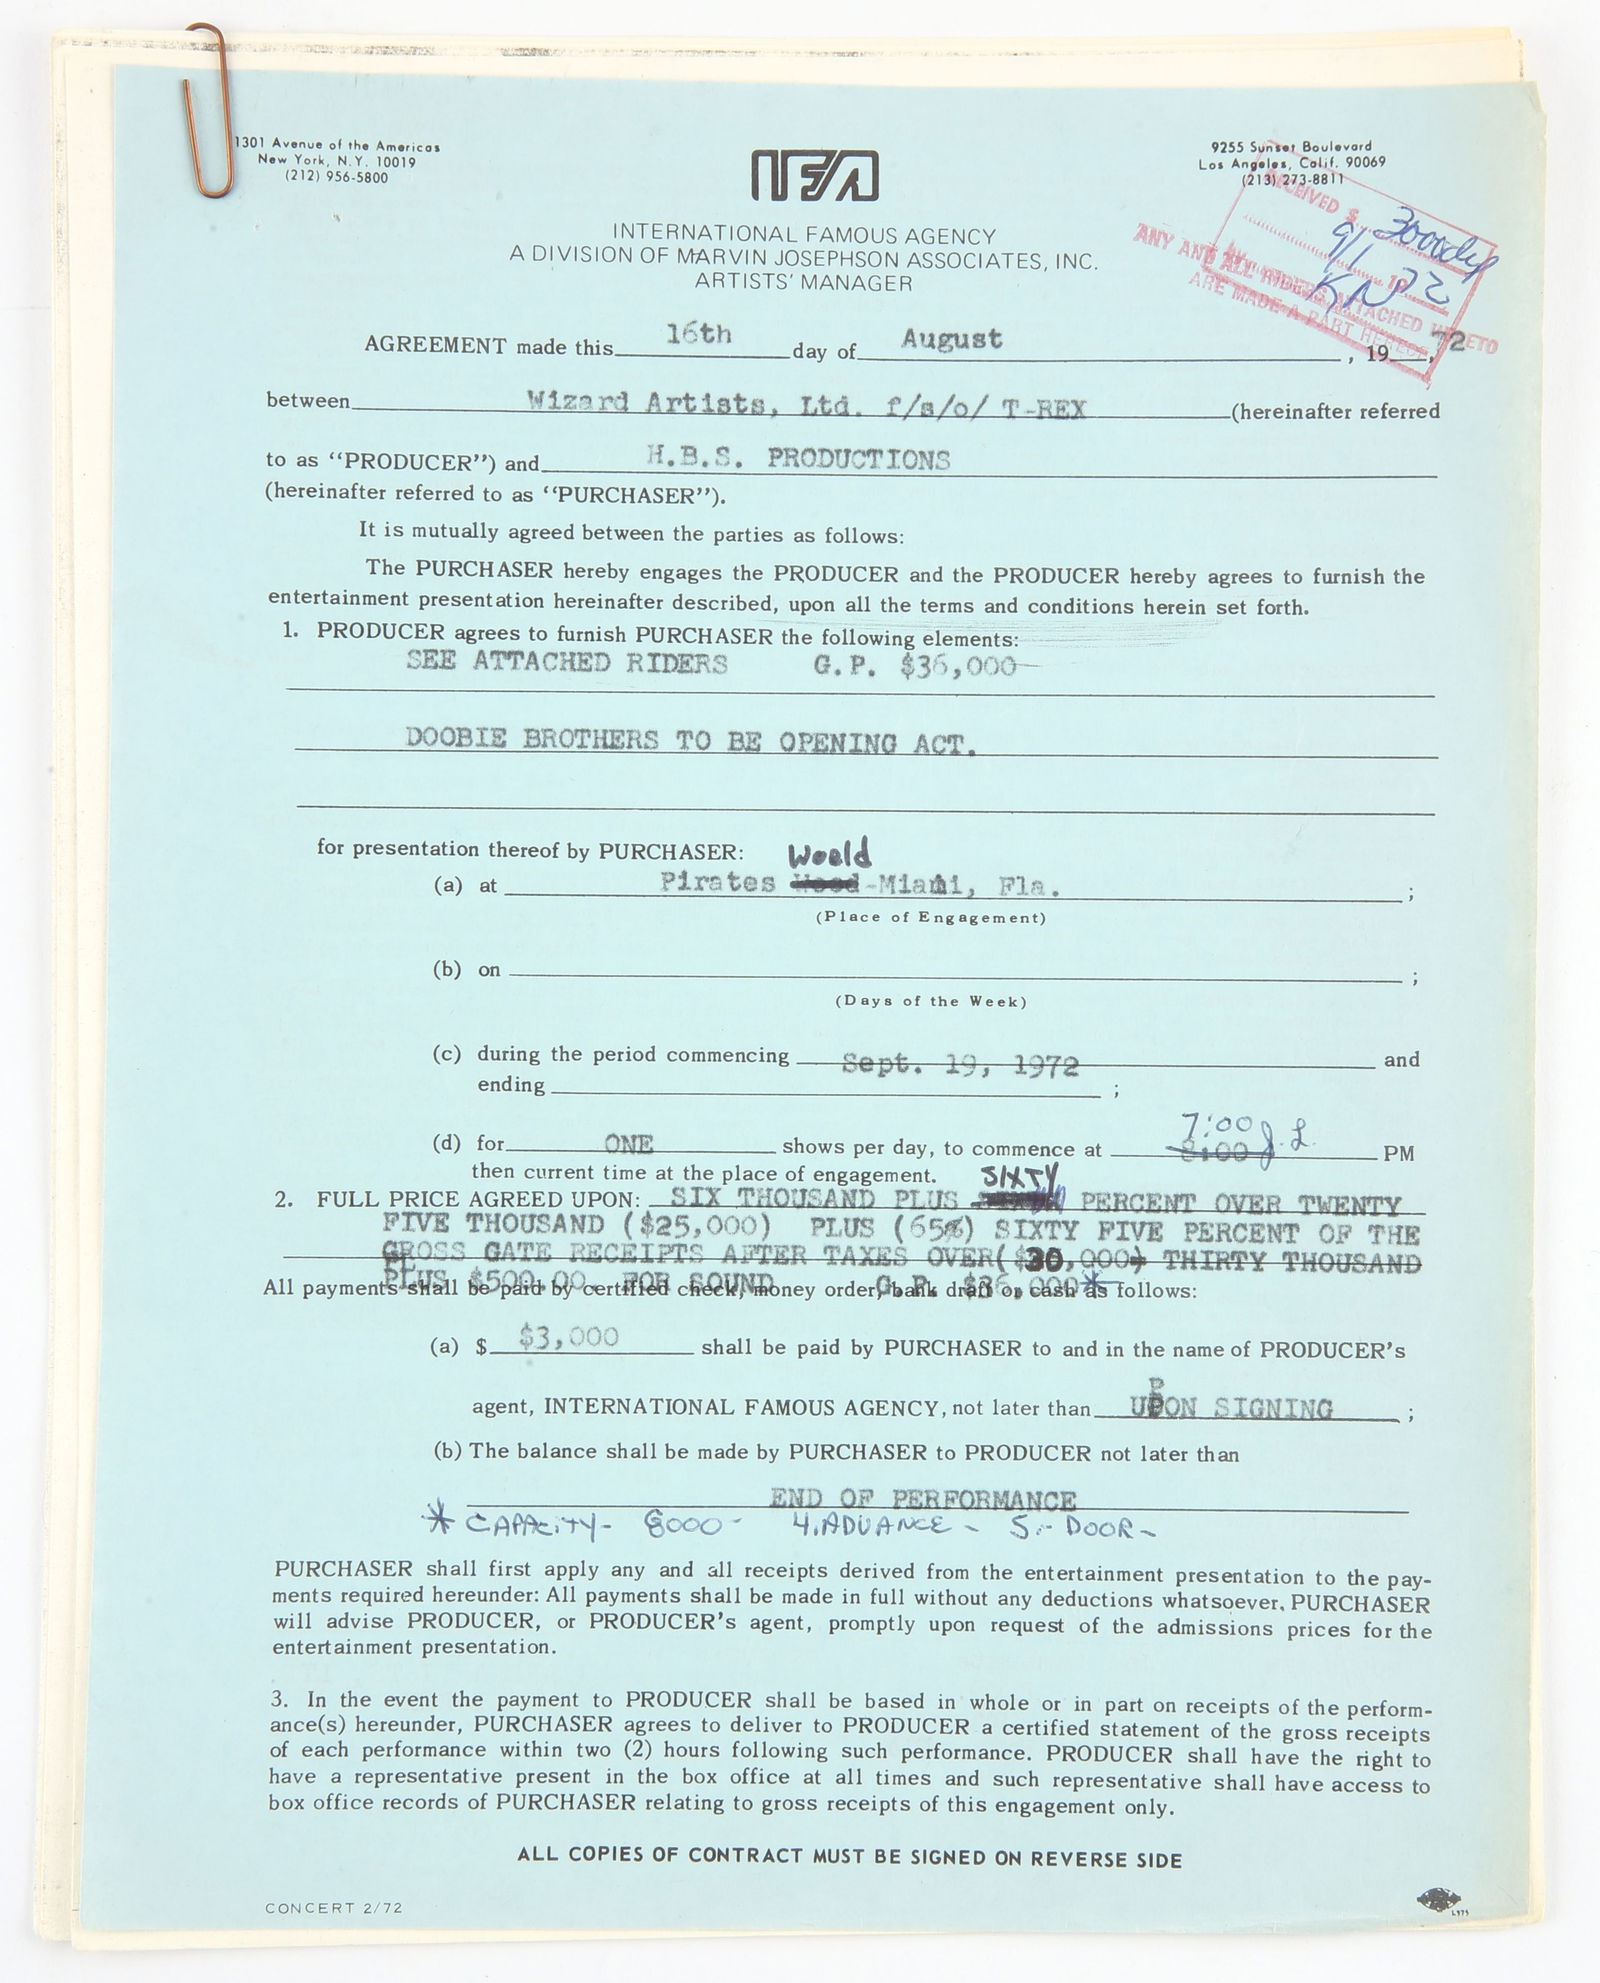 1301 Avenue of the Americas
New York, N.Y. 10019
(212) 956-5800
IFA
9255 Sunset Boulevard
Los Angeles, Calif. 90069
(213) 273-8811
INTERNATIONAL FAMOUS AGENCY
A DIVISION OF MARVIN JOSEPHSON ASSOCIATES, INC.
ARTISTS' MANAGER
RECEIVED $ 3000
9/1 1972
KN
ANY AND ALL RIDERS ATTACHED HERETO
ARE MADE A PART HEREOF
AGREEMENT made this 16th day of August, 1972,
between Wizard Artists, Ltd. f/s/o/ T-REX (hereinafter referred
to as "PRODUCER") and H.B.S. PRODUCTIONS
(hereinafter referred to as "PURCHASER").
It is mutually agreed between the parties as follows:
The PURCHASER hereby engages the PRODUCER and the PRODUCER hereby agrees to furnish the
entertainment presentation hereinafter described, upon all the terms and conditions herein set forth.
1. PRODUCER agrees to furnish PURCHASER the following elements:
SEE ATTACHED RIDERS G.P. $36,000
DOOBIE BROTHERS TO BE OPENING ACT.
for presentation thereof by PURCHASER: World
(a) at Pirates Wood-Miami, Fla. ;
(Place of Engagement)
(b) on ;
(Days of the Week)
(c) during the period commencing Sept. 19, 1972 and
ending ;
7:00 J.L.
(d) for ONE shows per day, to commence at 8:00 PM
then current time at the place of engagement. SIXTY
2. FULL PRICE AGREED UPON: SIX THOUSAND PLUS PERCENT OVER TWENTY
FIVE THOUSAND ($25,000) PLUS (65%) SIXTY FIVE PERCENT OF THE
GROSS GATE RECEIPTS AFTER TAXES OVER($30,000) THIRTY THOUSAND
PLUS $500.00 FOR SOUND G.P. $36,000*
All payments shall be paid by certified check, money order, bank draft or cash as follows:
(a) $ $3,000 shall be paid by PURCHASER to and in the name of PRODUCER's
agent, INTERNATIONAL FAMOUS AGENCY, not later than UPON SIGNING ;
(b) The balance shall be made by PURCHASER to PRODUCER not later than
END OF PERFORMANCE
* CAPACITY- 8000- 4. ADVANCE - 5.- DOOR-
PURCHASER shall first apply any and all receipts derived from the entertainment presentation to the pay-
ments required hereunder: All payments shall be made in full without any deductions whatsoever. PURCHASER
will advise PRODUCER, or PRODUCER's agent, promptly upon request of the admissions prices for the
entertainment presentation.
3. In the event the payment to PRODUCER shall be based in whole or in part on receipts of the perform-
ance(s) hereunder, PURCHASER agrees to deliver to PRODUCER a certified statement of the gross receipts
of each performance within two (2) hours following such performance. PRODUCER shall have the right to
have a representative present in the box office at all times and such representative shall have access to
box office records of PURCHASER relating to gross receipts of this engagement only.
ALL COPIES OF CONTRACT MUST BE SIGNED ON REVERSE SIDE
CONCERT 2/72